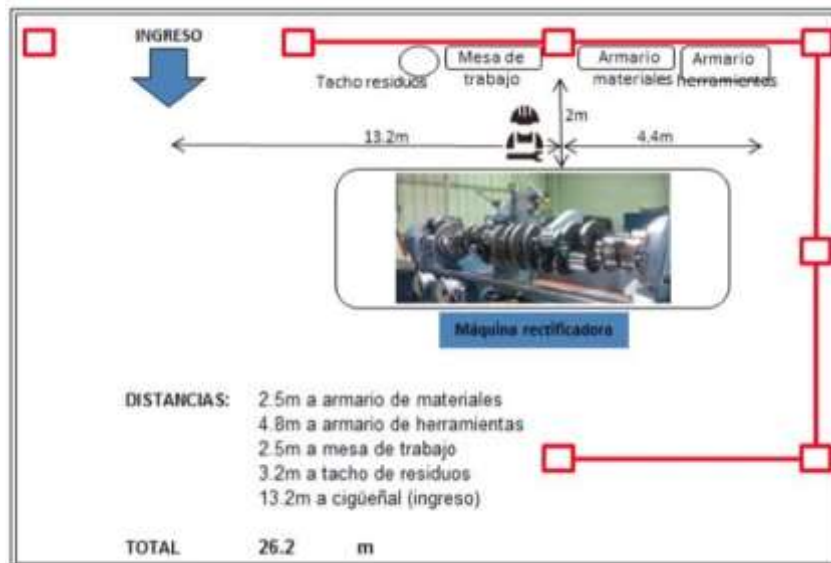 INGRESO
Mesa de
trabajo
Armario
materiales
Armario
herramientas
Tacho residuos
2m
13.2m
4.4m
Máquina rectificadora
DISTANCIAS: 2.5m a armario de materiales
4.8m a armario de herramientas
2.5m a mesa de trabajo
3.2m a tacho de residuos
13.2m a cigüeñal (ingreso)
TOTAL 26.2 m